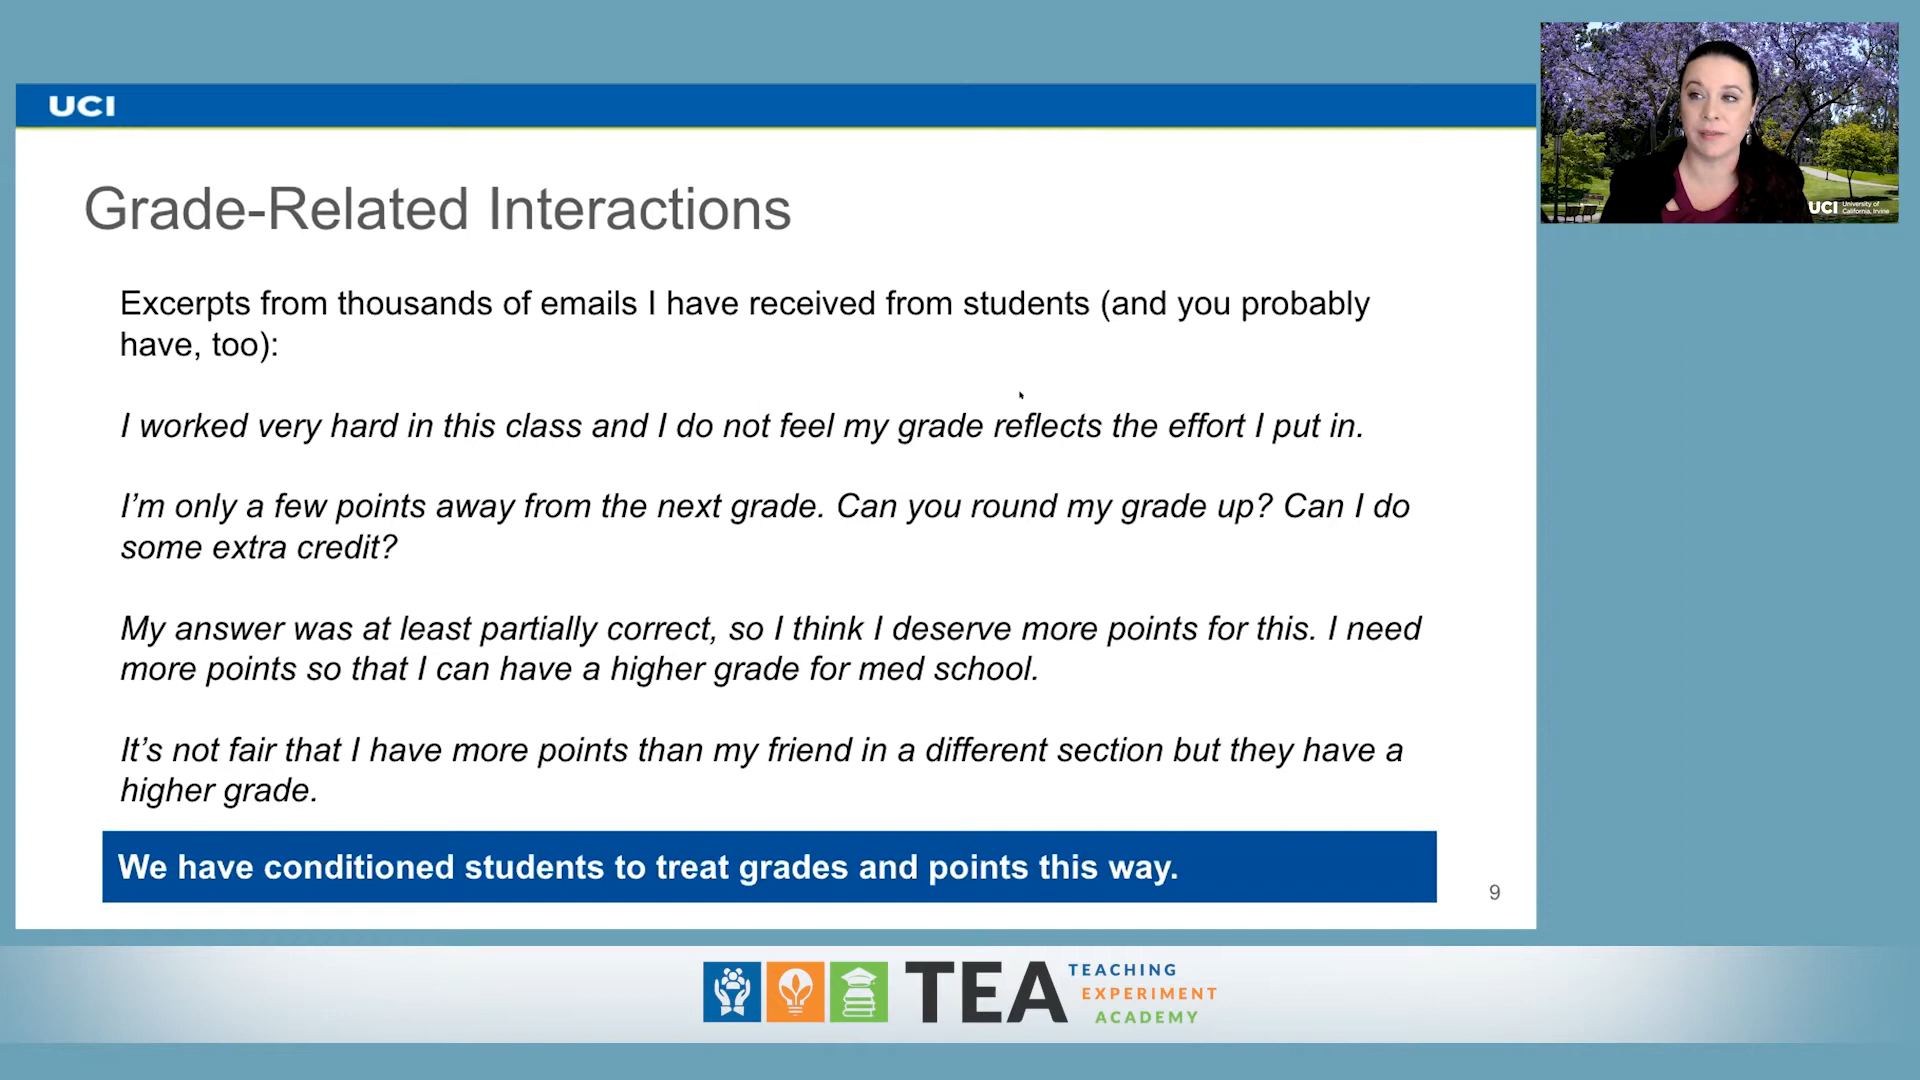 UCI
Grade-Related Interactions
Excerpts from thousands of emails I have received from students (and you probably
have, too):
I worked very hard in this class and I do not feel my grade reflects the effort I put in.
I’m only a few points away from the next grade. Can you round my grade up? Can I do
some extra credit?
My answer was at least partially correct, so I think I deserve more points for this. I need
more points so that I can have a higher grade for med school.
It’s not fair that I have more points than my friend in a different section but they have a
higher grade.
We have conditioned students to treat grades and points this way.
9
UCI University of
California, Irvine
TEA TEACHING
EXPERIMENT
ACADEMY